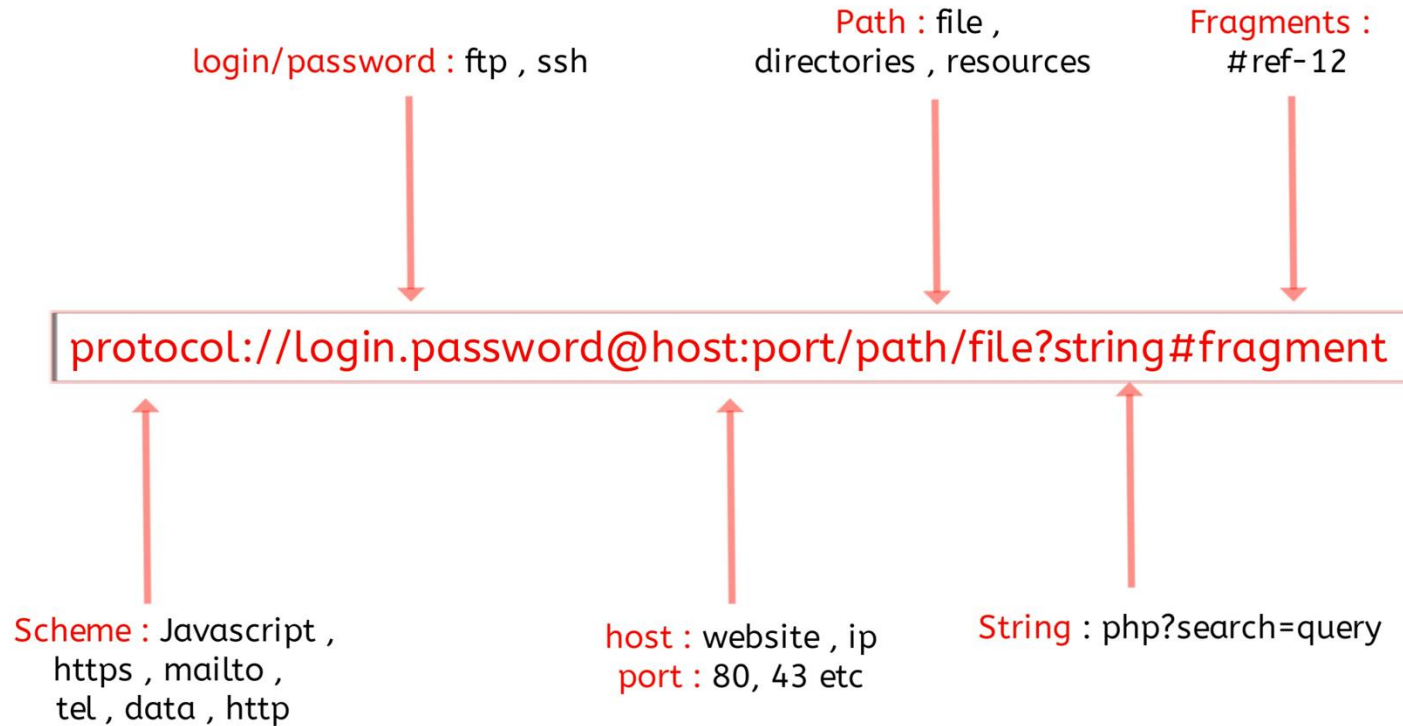 Path : file ,
directories , resources
Fragments :
#ref-12
login/password : ftp , ssh
protocol://login.password@host:port/path/file?string#fragment
Scheme : Javascript ,
https , mailto ,
tel , data , http
host : website , ip
port : 80, 43 etc
String : php?search=query